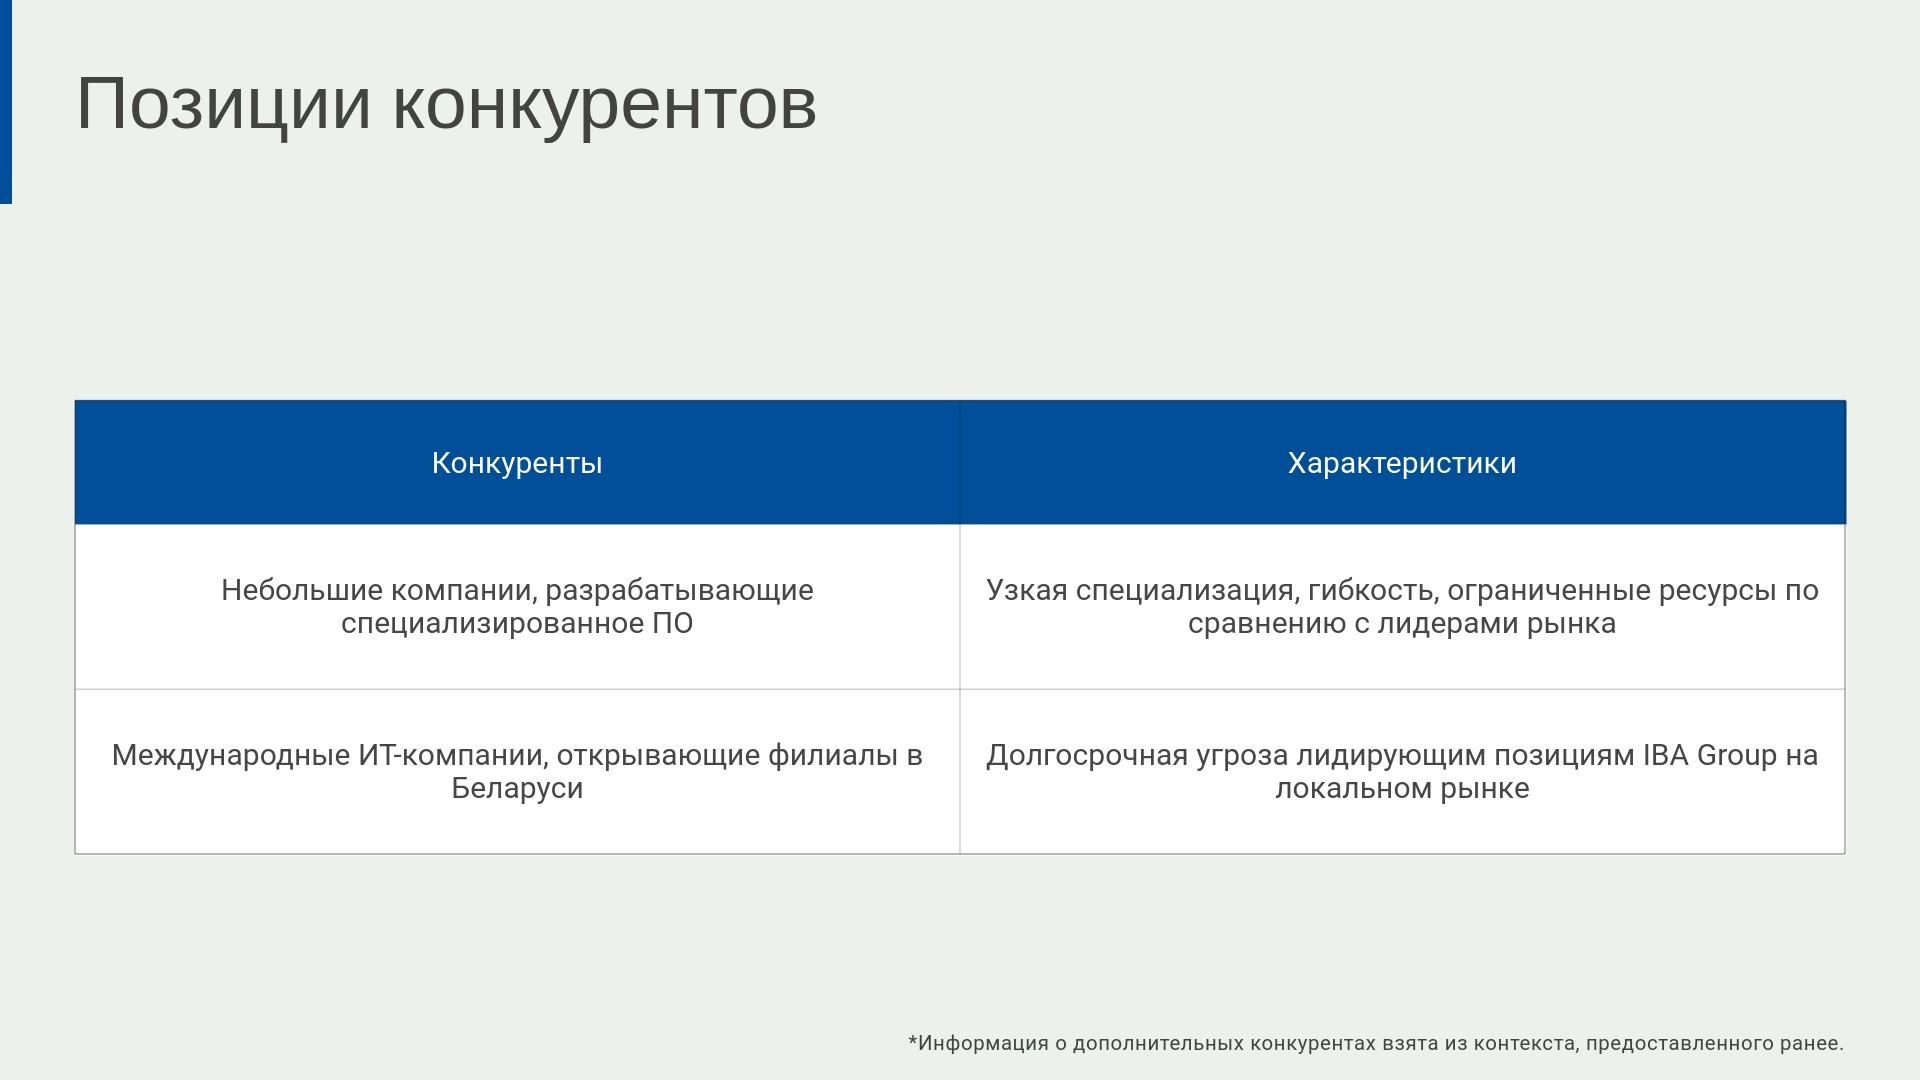 Позиции конкурентов
Конкуренты
Характеристики
Небольшие компании, разрабатывающие
специализированное ПО
Узкая специализация, гибкость, ограниченные ресурсы по
сравнению с лидерами рынка
Международные ИТ-компании, открывающие филиалы в
Беларуси
Долгосрочная угроза лидирующим позициям IBA Group на
локальном рынке
*Информация о дополнительных конкурентах взята из контекста, предоставленного ранее.